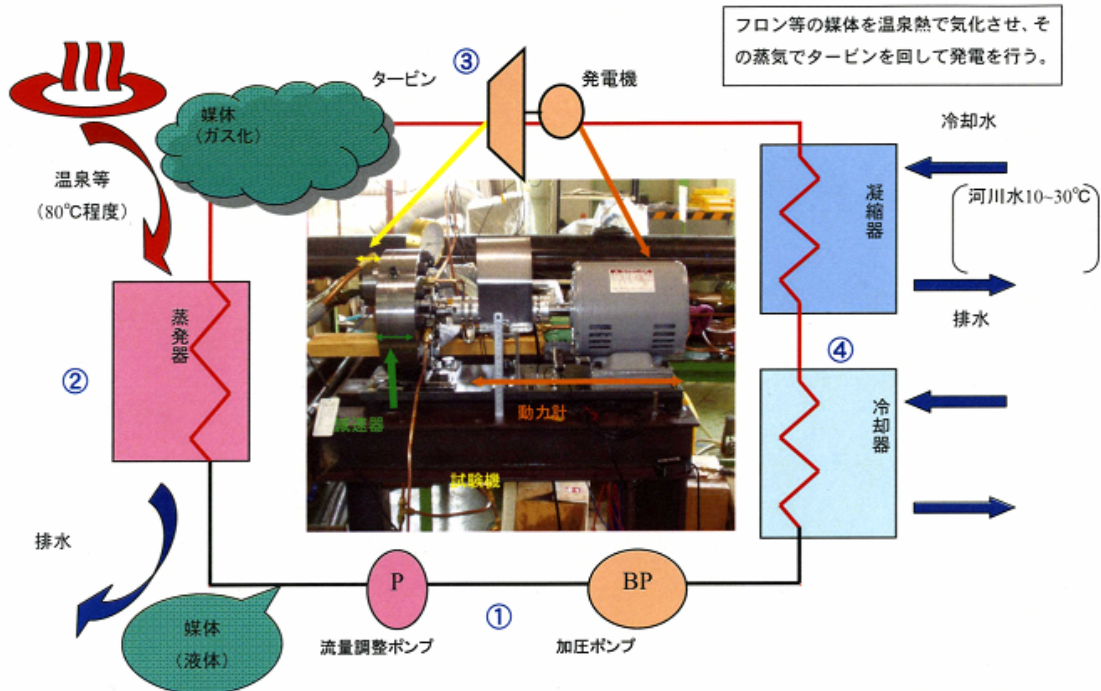 フロン等の媒体を温泉熱で気化させ、そ
の蒸気でタービンを回して発電を行う。
③
タービン
発電機
媒体
(ガス化)
冷却水
温泉等
(80℃程度)
凝縮器
河川水10~30℃
排水
蒸発器
②
④
冷却器
動力計
減速器
試験機
排水
P
BP
①
媒体
(液体)
流量調整ポンプ
加圧ポンプ